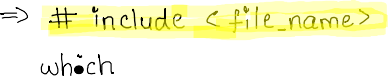 => # include < file_name>
which